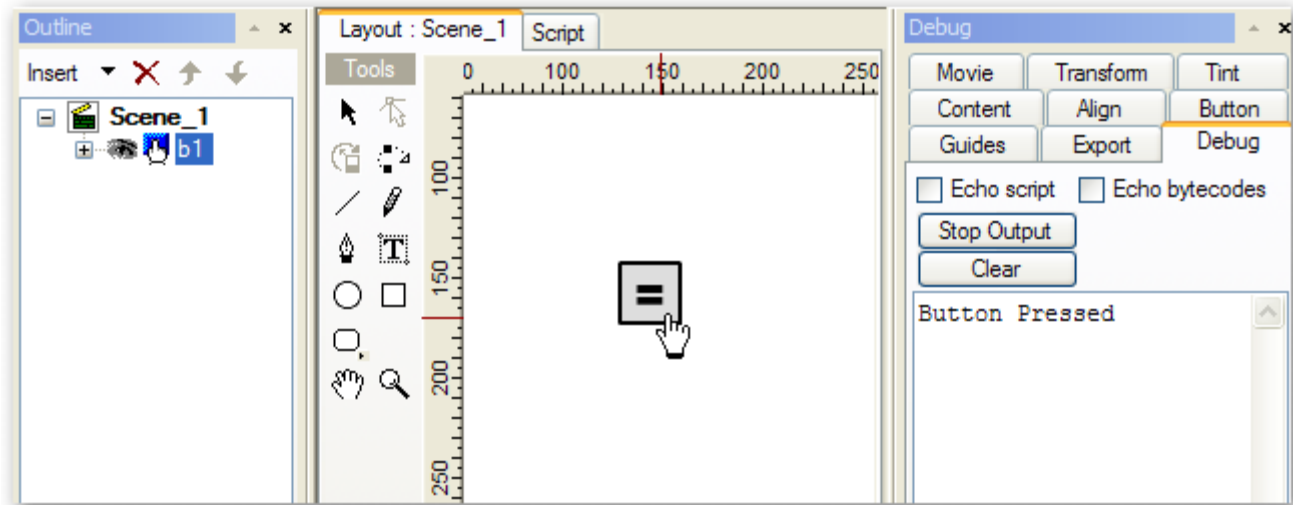 Outline
Insert
Scene_1
b1
Layout : Scene_1
Script
Tools
0 100 150 200 250
100
150
200
250
=
Debug
Movie Transform Tint
Content Align Button
Guides Export Debug
Echo script Echo bytecodes
Stop Output
Clear
Button Pressed